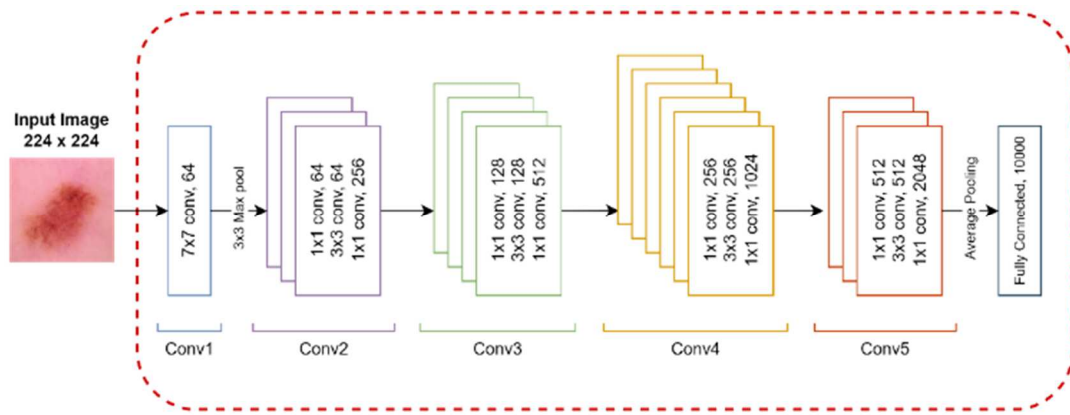 Input Image
224 x 224
7x7 conv, 64
3x3 Max pool
1x1 conv, 64
3x3 conv, 64
1x1 conv, 256
1x1 conv, 128
3x3 conv, 128
1x1 conv, 512
1x1 conv, 256
3x3 conv, 256
1x1 conv, 1024
1x1 conv, 512
3x3 conv, 512
1x1 conv, 2048
Average Pooling
Fully Connected, 10000
Conv1
Conv2
Conv3
Conv4
Conv5